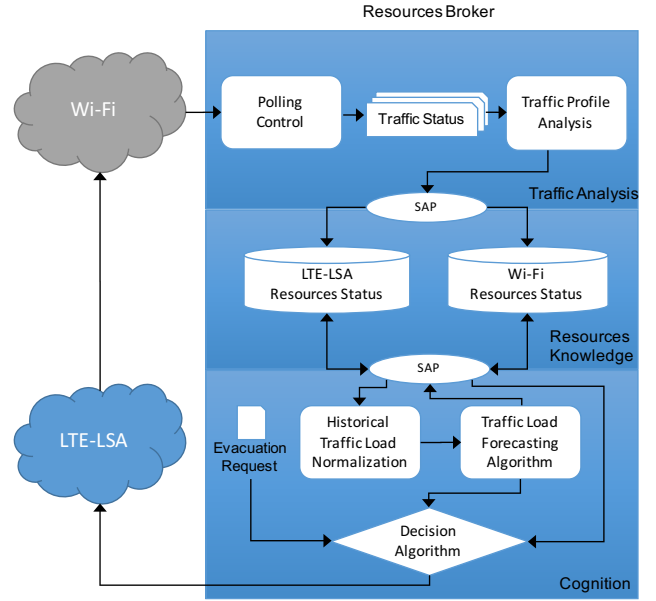 Resources Broker
Wi-Fi
Polling
Control
Traffic Status
Traffic Profile
Analysis
Traffic Analysis
SAP
LTE-LSA
Resources Status
Wi-Fi
Resources Status
Resources
Knowledge
SAP
LTE-LSA
Evacuation
Request
Historical
Traffic Load
Normalization
Traffic Load
Forecasting
Algorithm
Decision
Algorithm
Cognition